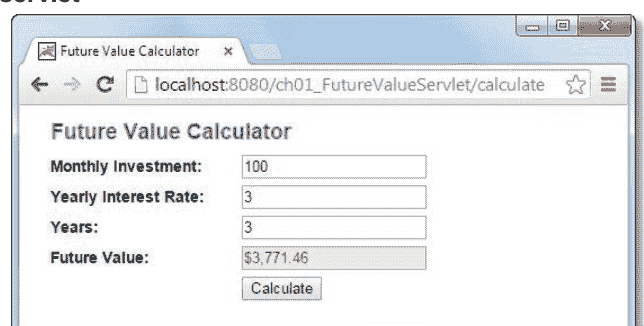 Servlet
Future Value Calculator
localhost:8080/ch01_FutureValueServlet/calculate
Future Value Calculator
Monthly Investment: 100
Yearly Interest Rate: 3
Years: 3
Future Value: $3,771.46
Calculate